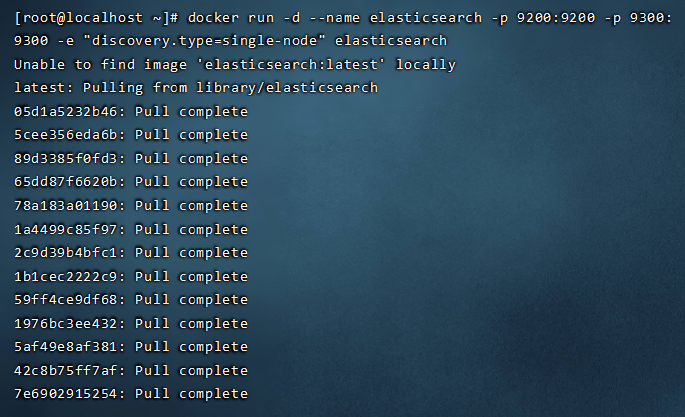 [root@localhost ~]# docker run -d --name elasticsearch -p 9200:9200 -p 9300:
9300 -e "discovery.type=single-node" elasticsearch
Unable to find image 'elasticsearch:latest' locally
latest: Pulling from library/elasticsearch
05d1a5232b46: Pull complete
5cee356eda6b: Pull complete
89d3385f0fd3: Pull complete
65dd87f6620b: Pull complete
78a183a01190: Pull complete
1a4499c85f97: Pull complete
2c9d39b4bfc1: Pull complete
1b1cec2222c9: Pull complete
59ff4ce9df68: Pull complete
1976bc3ee432: Pull complete
5af49e8af381: Pull complete
42c8b75ff7af: Pull complete
7e6902915254: Pull complete